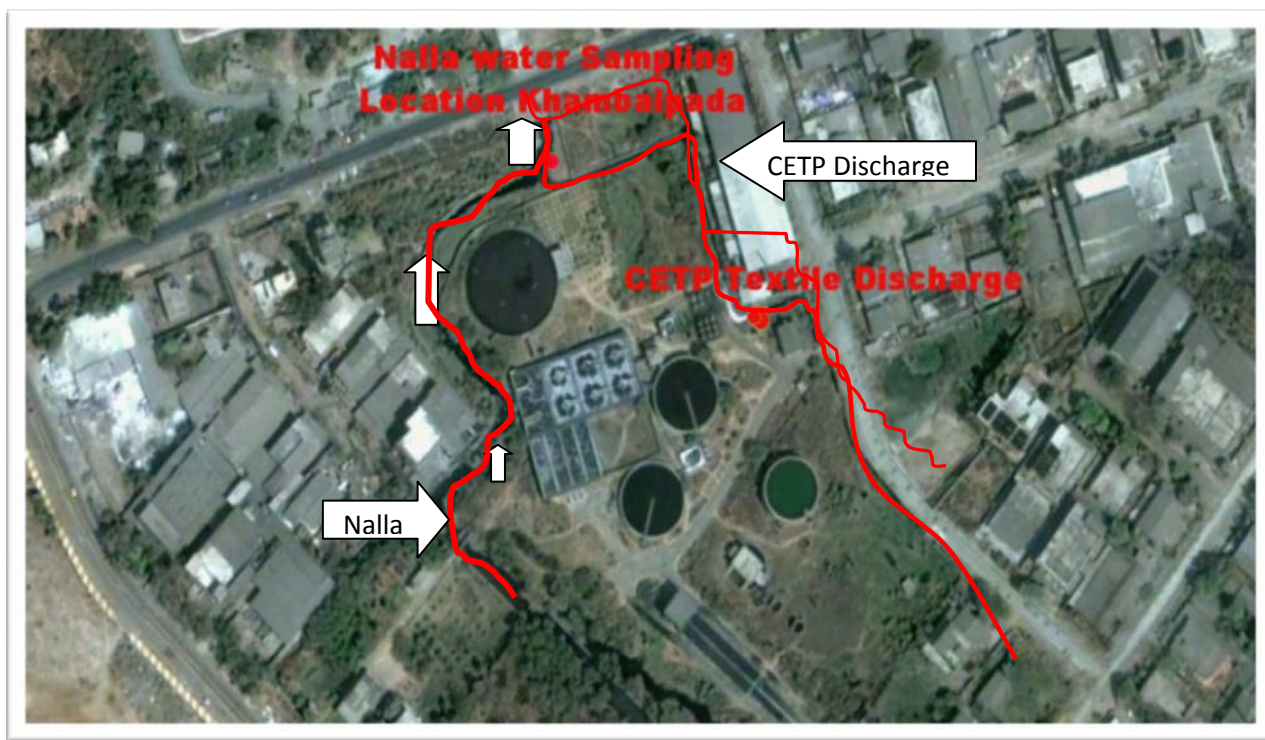 Nalla water Sampling
Location Khambalpada
CETP Discharge
CETP Textile Discharge
Nalla